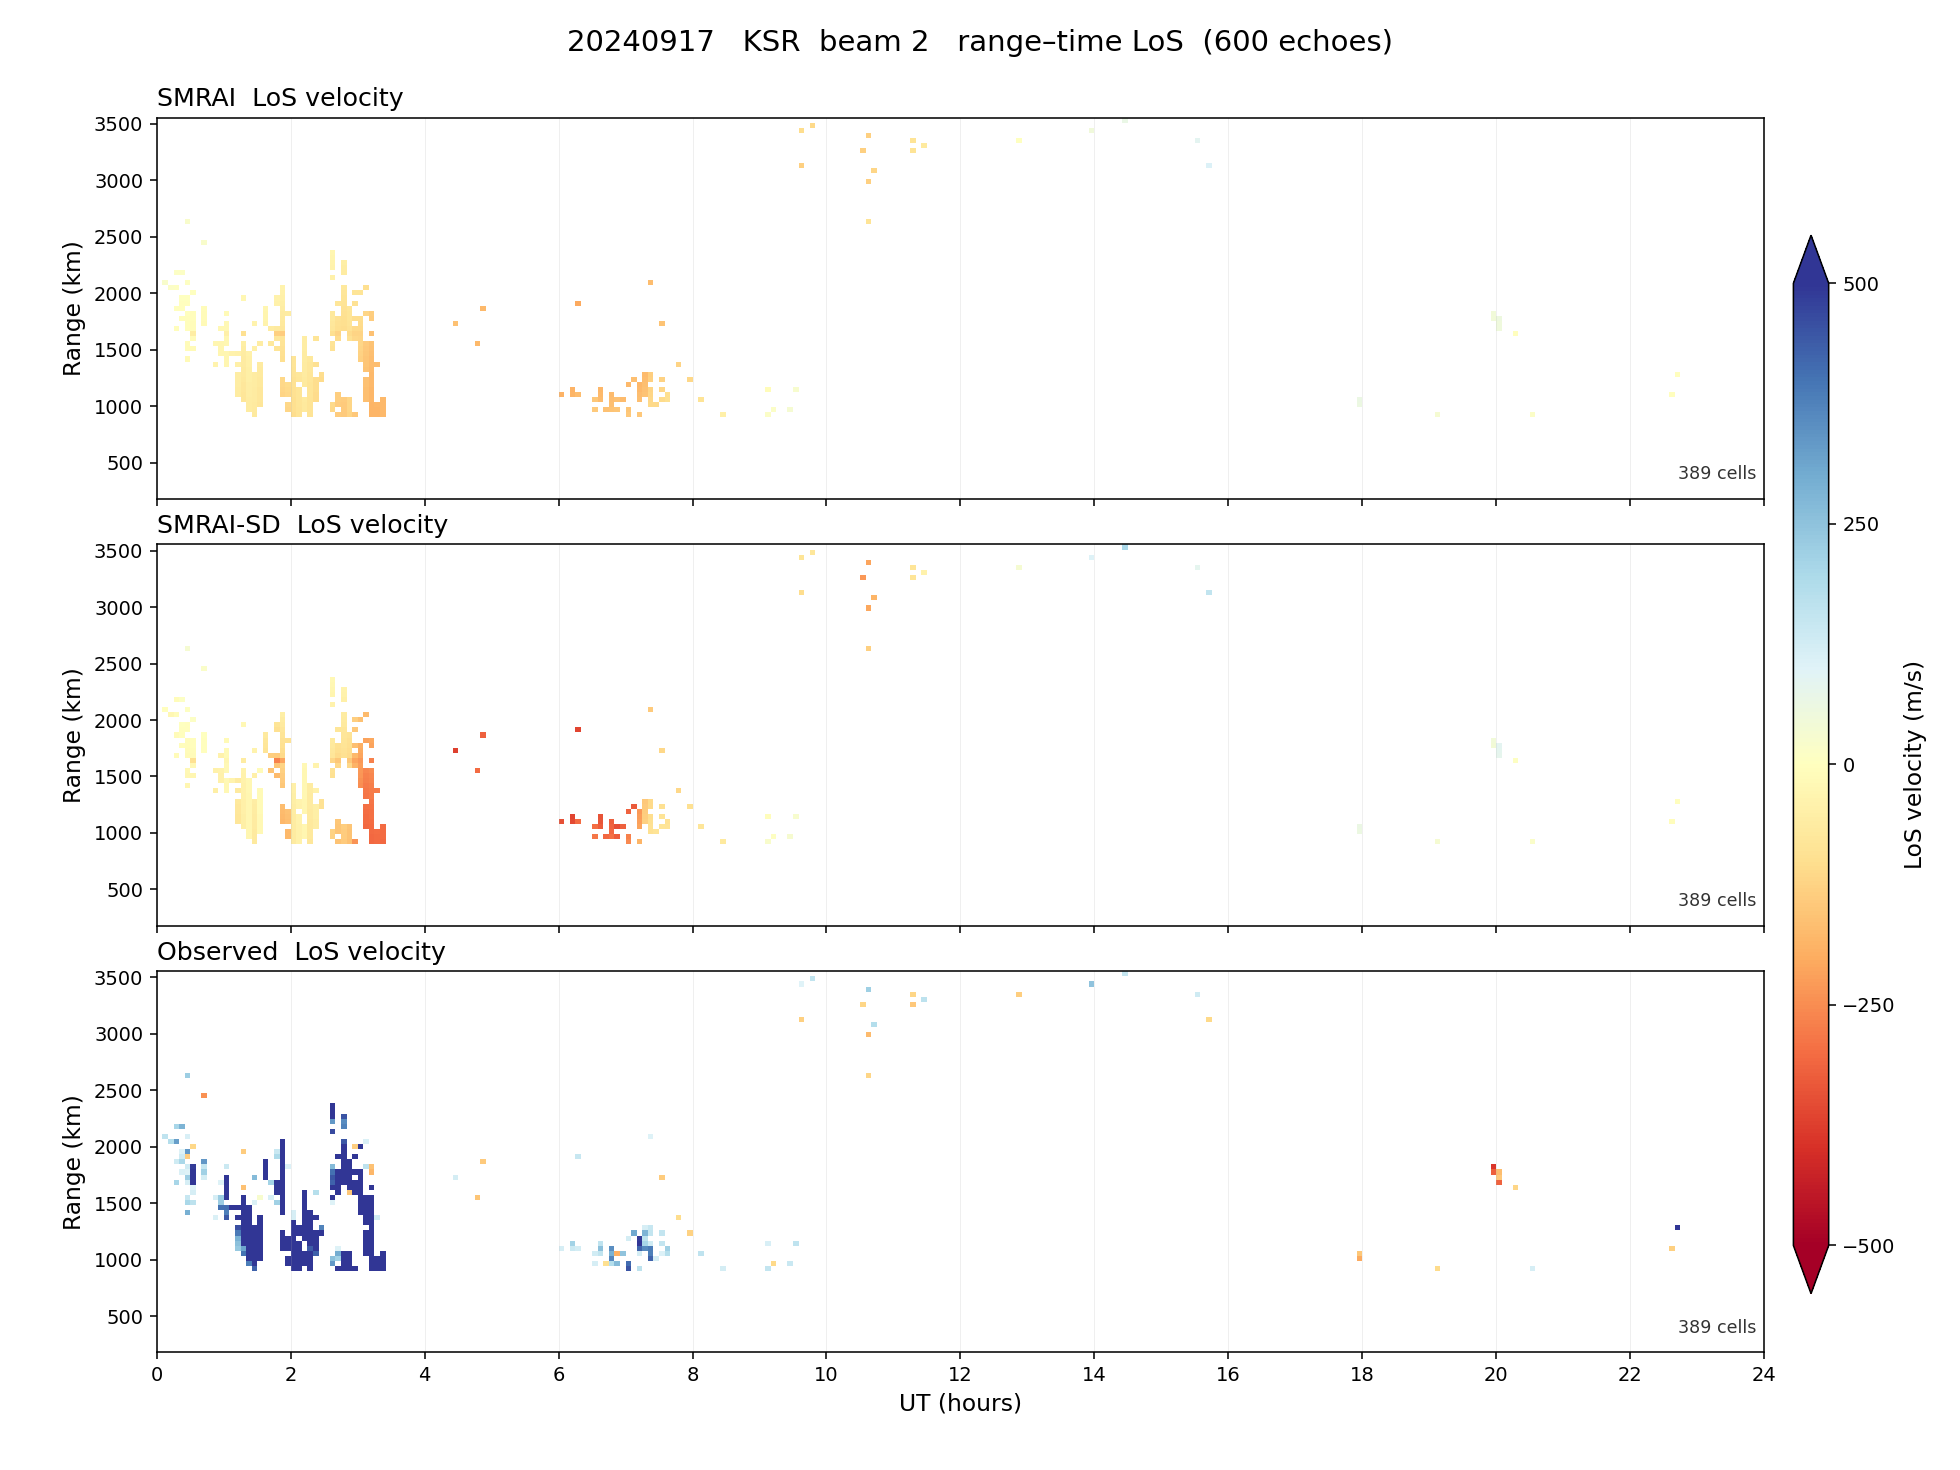 20240917   KSR  beam 2   range–time LoS  (600 echoes)
SMRAI  LoS velocity
3500
3000
2500
2000
1500
1000
500
Range (km)
389 cells
SMRAI-SD  LoS velocity
3500
3000
2500
2000
1500
1000
500
Range (km)
389 cells
Observed  LoS velocity
3500
3000
2500
2000
1500
1000
500
Range (km)
389 cells
0 2 4 6 8 10 12 14 16 18 20 22 24
UT (hours)
500
250
0
−250
−500
LoS velocity (m/s)